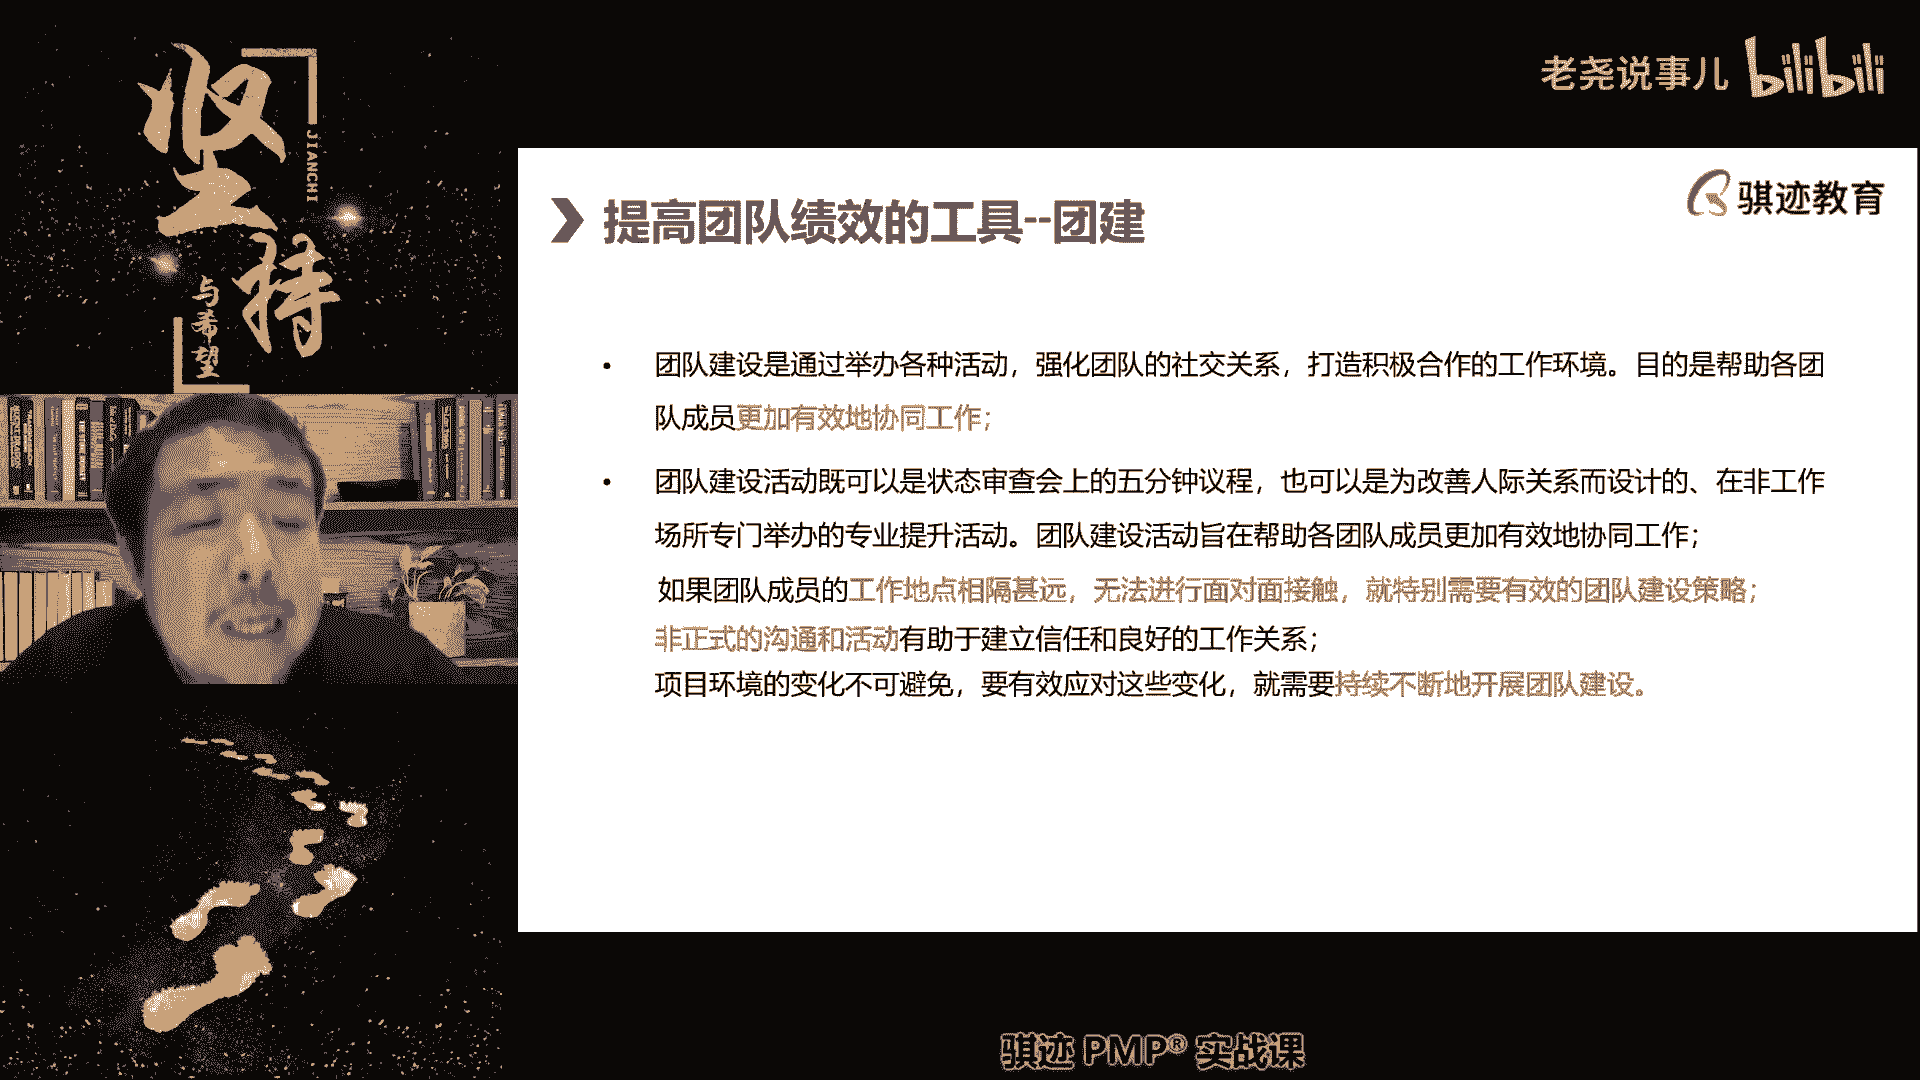 坚持
JIANCHI
与希望
老尧说事儿 bilibili
骐迹教育
提高团队绩效的工具--团建
• 团队建设是通过举办各种活动，强化团队的社交关系，打造积极合作的工作环境。目的是帮助各团
队成员更加有效地协同工作；
• 团队建设活动既可以是状态审查会上的五分钟议程，也可以是为改善人际关系而设计的、在非工作
场所专门举办的专业提升活动。团队建设活动旨在帮助各团队成员更加有效地协同工作；
如果团队成员的工作地点相隔甚远，无法进行面对面接触，就特别需要有效的团队建设策略；
非正式的沟通和活动有助于建立信任和良好的工作关系；
项目环境的变化不可避免，要有效应对这些变化，就需要持续不断地开展团队建设。
骐迹 PMP® 实战课